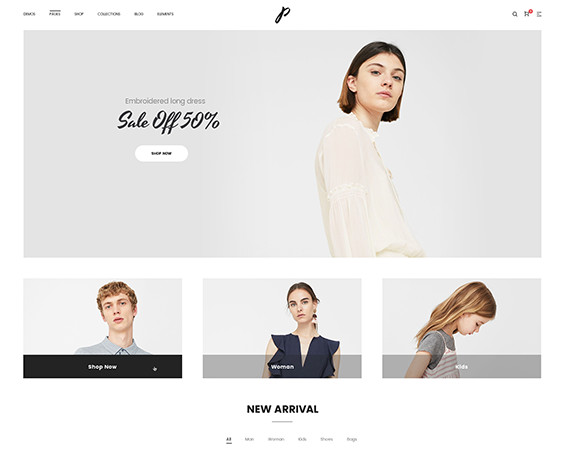 DEMOS PAGES SHOP COLLECTIONS BLOG ELEMENTS
Embroidered long dress
Sale Off 50%
SHOP NOW
Shop Now
Woman
Kids
NEW ARRIVAL
All Man Woman Kids Shoes Bags